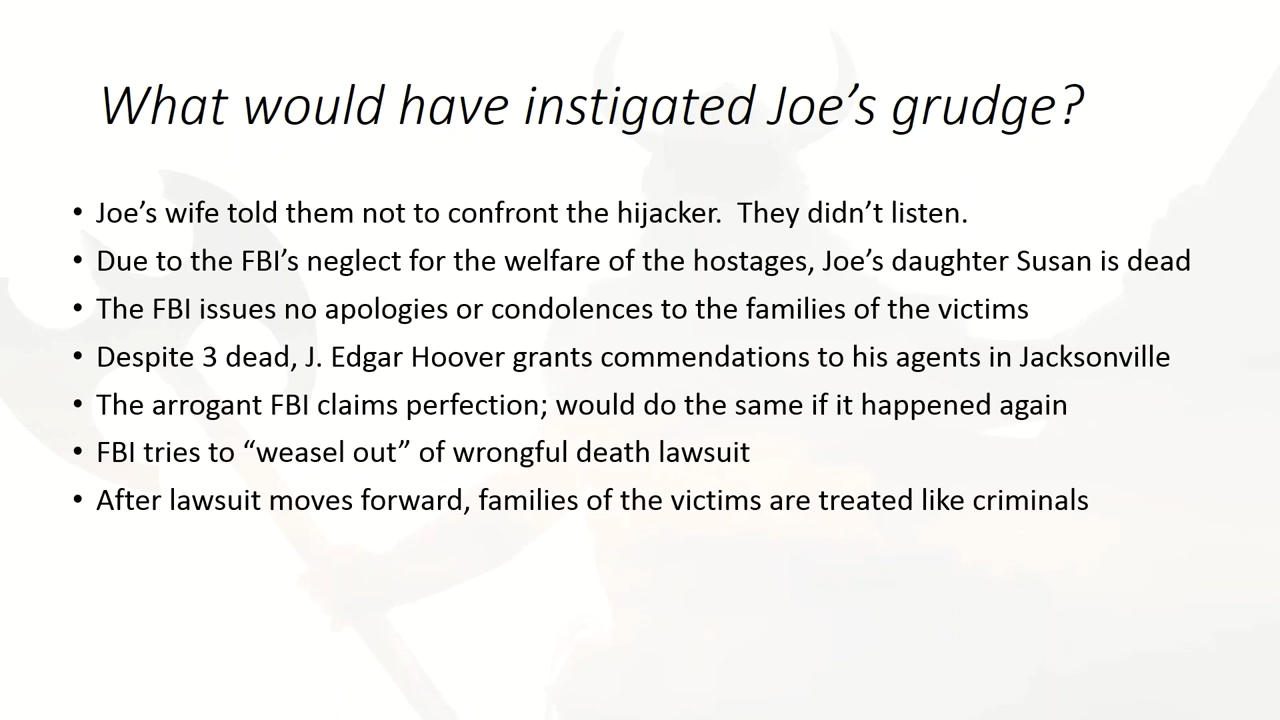 What would have instigated Joe’s grudge?
• Joe’s wife told them not to confront the hijacker.  They didn’t listen.
• Due to the FBI’s neglect for the welfare of the hostages, Joe’s daughter Susan is dead
• The FBI issues no apologies or condolences to the families of the victims
• Despite 3 dead, J. Edgar Hoover grants commendations to his agents in Jacksonville
• The arrogant FBI claims perfection; would do the same if it happened again
• FBI tries to “weasel out” of wrongful death lawsuit
• After lawsuit moves forward, families of the victims are treated like criminals